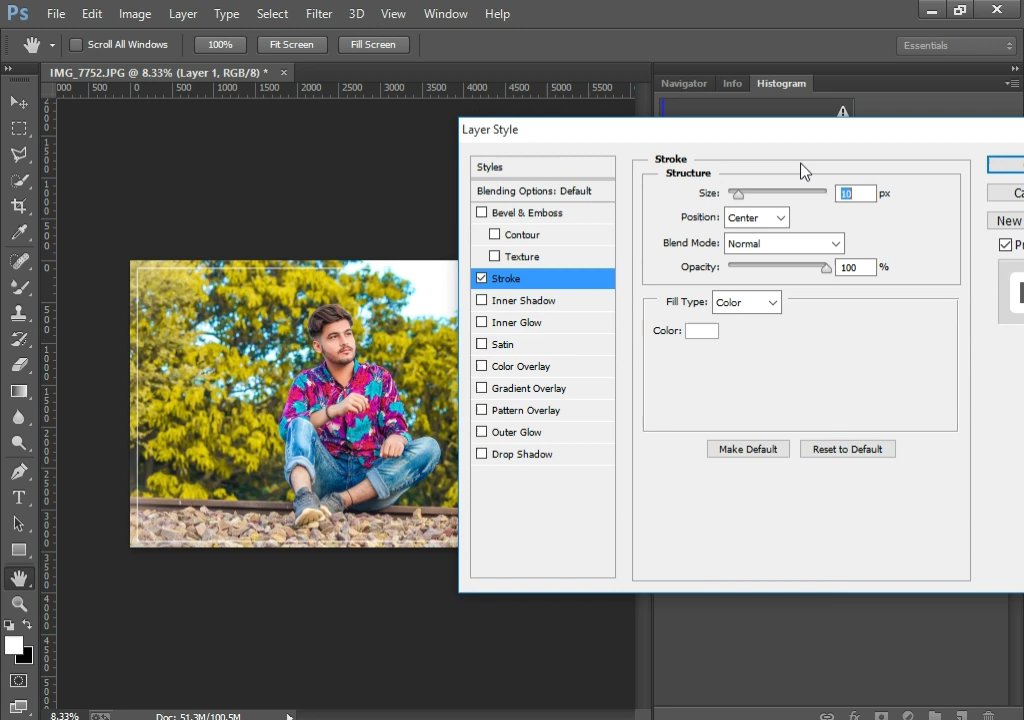 Ps File Edit Image Layer Type Select Filter 3D View Window Help
Scroll All Windows 100% Fit Screen Fill Screen Essentials
IMG_7752.JPG @ 8.33% (Layer 1, RGB/8) * ×
Navigator Info Histogram
000 500 0 500 1000 1500 2000 2500 3000 3500 4000 4500 5000 5500
Layer Style
Styles
Blending Options: Default
Bevel & Emboss
Contour
Texture
Stroke
Inner Shadow
Inner Glow
Satin
Color Overlay
Gradient Overlay
Pattern Overlay
Outer Glow
Drop Shadow
Stroke
Structure
Size: 10 px
Position: Center
Blend Mode: Normal
Opacity: 100 %
Fill Type: Color
Color:
Make Default Reset to Default
Ca
New
Pr
8.33% Doc: 51.3M/100.5M